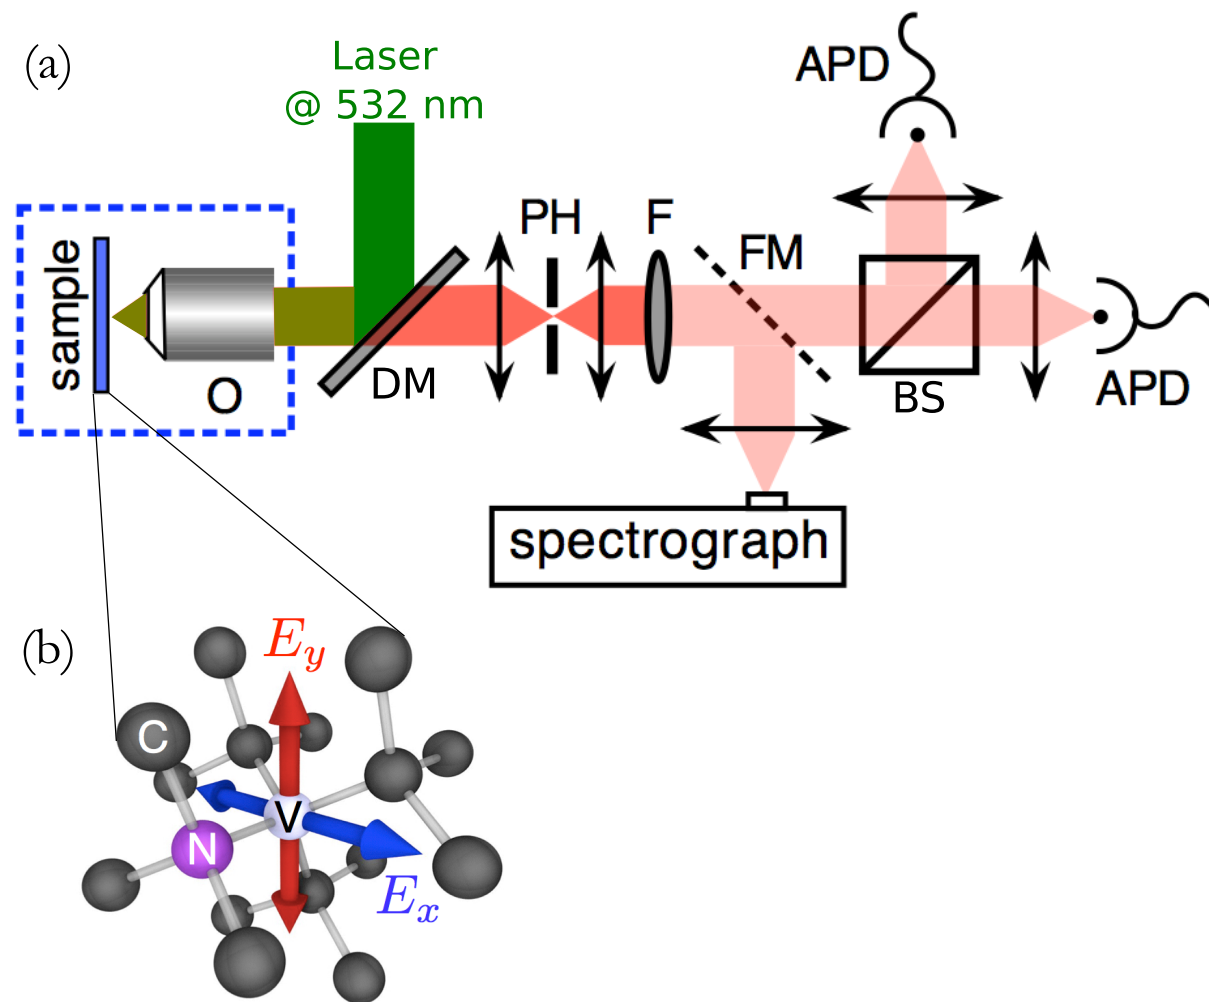 (a)
Laser
@ 532 nm
APD
sample
PH
F
FM
O
DM
BS
APD
spectrograph
(b)
E_y
C
V
N
E_x